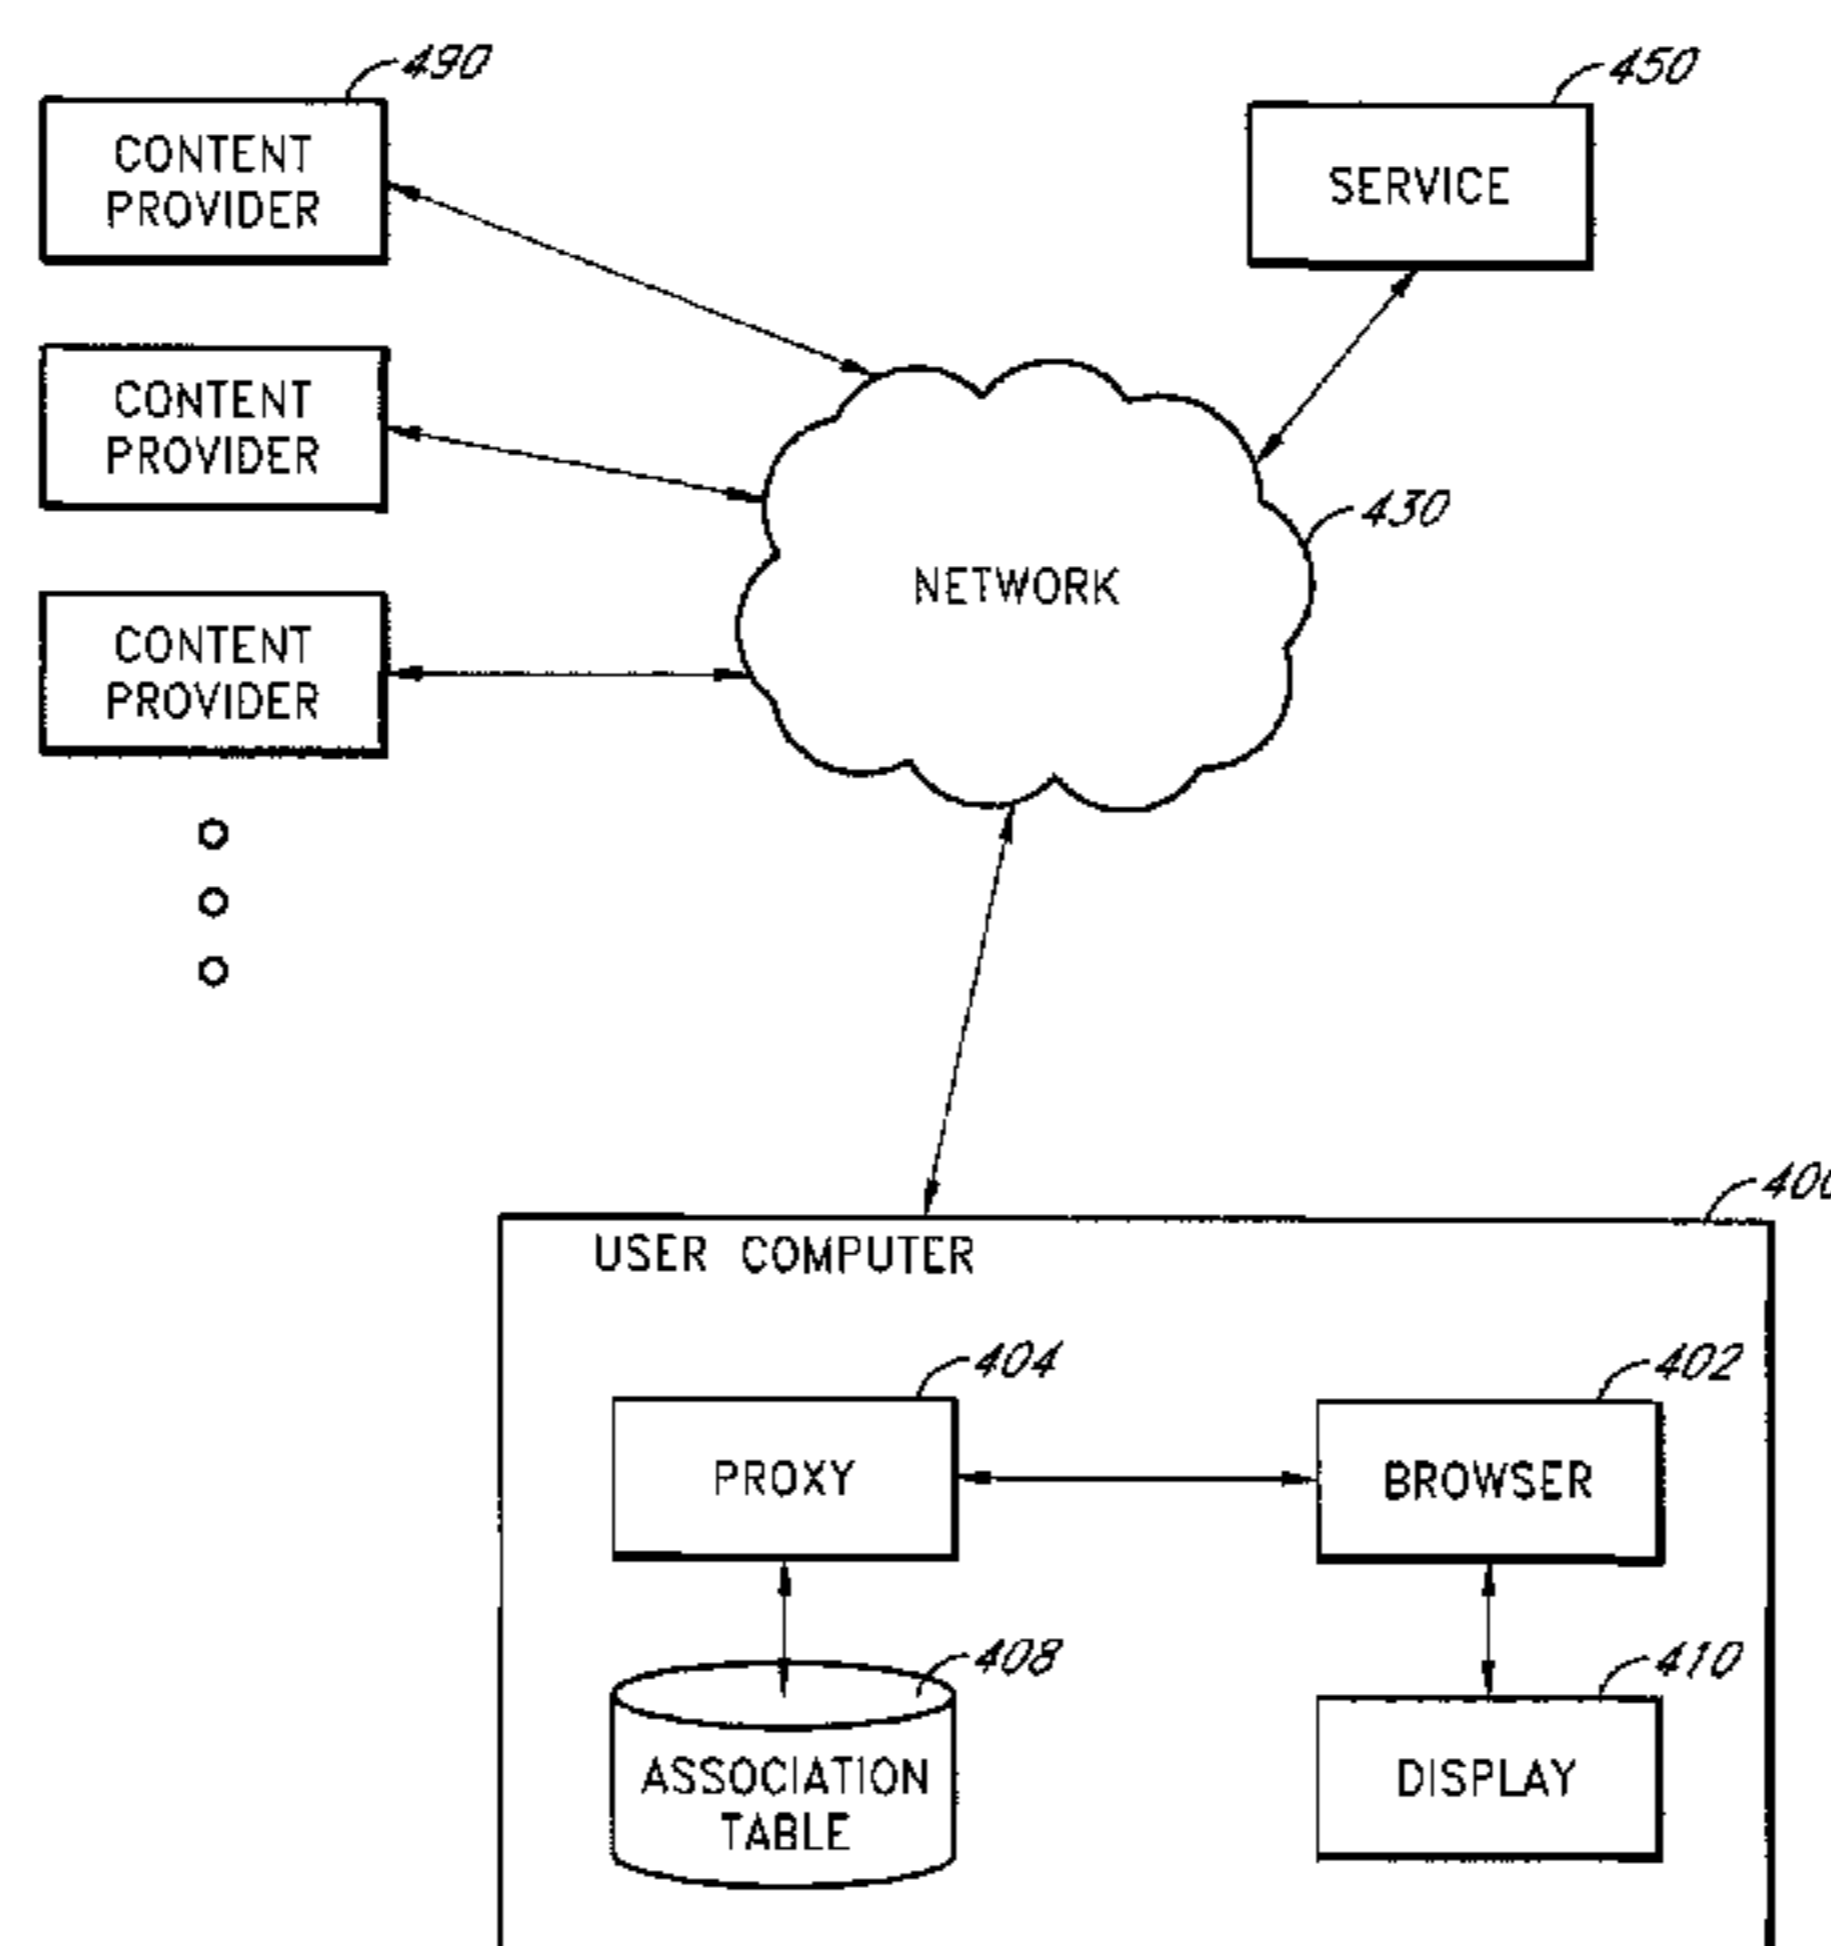 490
450
CONTENT
PROVIDER
SERVICE
CONTENT
PROVIDER
430
NETWORK
CONTENT
PROVIDER
400
USER COMPUTER
404
402
PROXY
BROWSER
408
410
ASSOCIATION
TABLE
DISPLAY